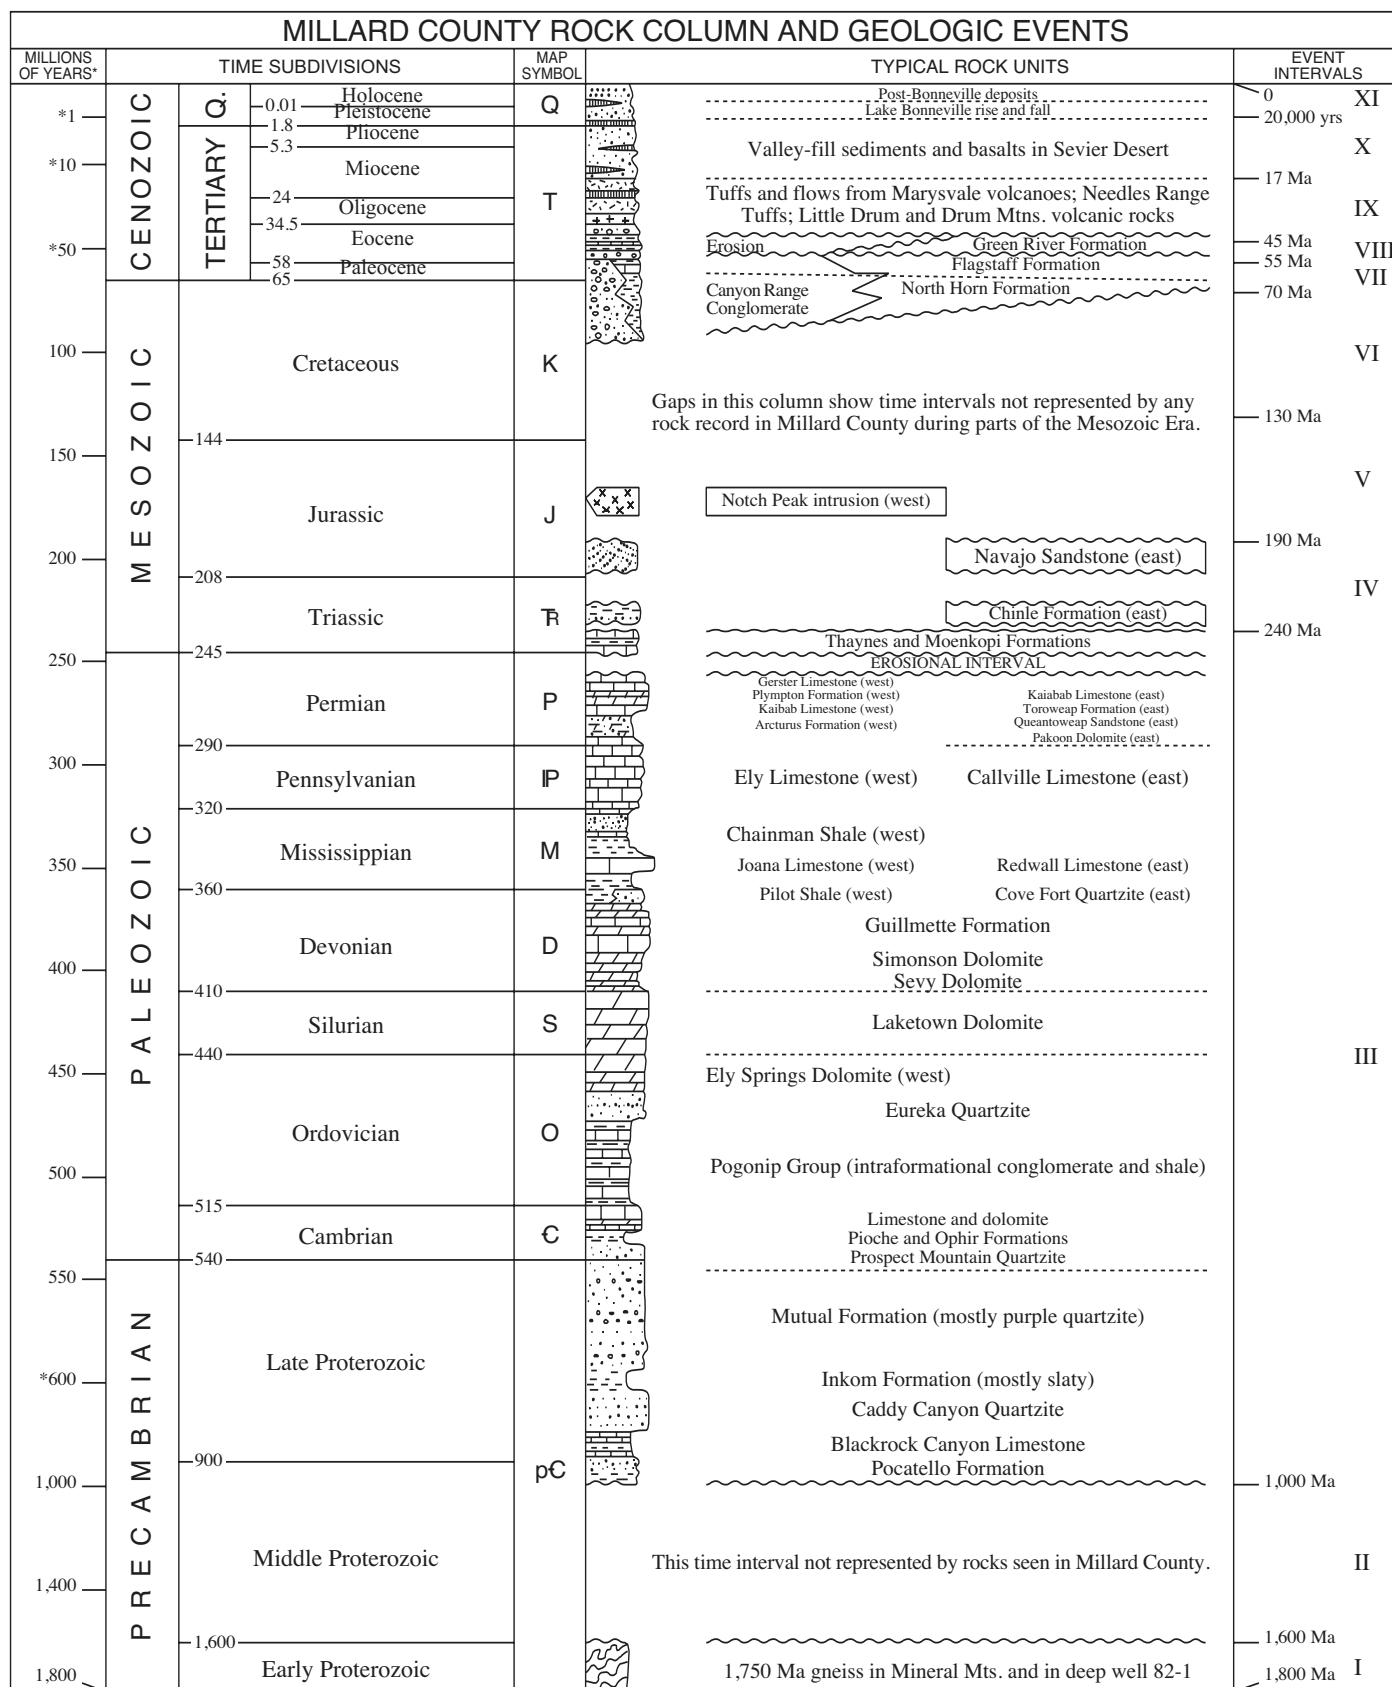 MILLARD COUNTY ROCK COLUMN AND GEOLOGIC EVENTS
MILLIONS
OF YEARS*
TIME SUBDIVISIONS
MAP
SYMBOL
TYPICAL ROCK UNITS
EVENT
INTERVALS
*1
*10
*50
100
150
200
250
300
350
400
450
500
550
*600
1,000
1,400
1,800
CENOZOIC
MESOZOIC
PALEOZOIC
PRECAMBRIAN
Q.
TERTIARY
Holocene
0.01
Pleistocene
1.8
Pliocene
5.3
Miocene
24
Oligocene
34.5
Eocene
58
Paleocene
65
Cretaceous
144
Jurassic
208
Triassic
245
Permian
290
Pennsylvanian
320
Mississippian
360
Devonian
410
Silurian
440
Ordovician
515
Cambrian
540
Late Proterozoic
900
Middle Proterozoic
1,600
Early Proterozoic
Q
T
K
J
TR
P
IP
M
D
S
O
Є
pЄ
Post-Bonneville deposits
Lake Bonneville rise and fall
Valley-fill sediments and basalts in Sevier Desert
Tuffs and flows from Marysvale volcanoes; Needles Range
Tuffs; Little Drum and Drum Mtns. volcanic rocks
Erosion
Green River Formation
Flagstaff Formation
Canyon Range
Conglomerate
North Horn Formation
Gaps in this column show time intervals not represented by any
rock record in Millard County during parts of the Mesozoic Era.
Notch Peak intrusion (west)
Navajo Sandstone (east)
Chinle Formation (east)
Thaynes and Moenkopi Formations
EROSIONAL INTERVAL
Gerster Limestone (west)
Plympton Formation (west)
Kaibab Limestone (west)
Arcturus Formation (west)
Kaiabab Limestone (east)
Toroweap Formation (east)
Queantoweap Sandstone (east)
Pakoon Dolomite (east)
Ely Limestone (west)
Callville Limestone (east)
Chainman Shale (west)
Joana Limestone (west)
Redwall Limestone (east)
Pilot Shale (west)
Cove Fort Quartzite (east)
Guillmette Formation
Simonson Dolomite
Sevy Dolomite
Laketown Dolomite
Ely Springs Dolomite (west)
Eureka Quartzite
Pogonip Group (intraformational conglomerate and shale)
Limestone and dolomite
Pioche and Ophir Formations
Prospect Mountain Quartzite
Mutual Formation (mostly purple quartzite)
Inkom Formation (mostly slaty)
Caddy Canyon Quartzite
Blackrock Canyon Limestone
Pocatello Formation
This time interval not represented by rocks seen in Millard County.
1,750 Ma gneiss in Mineral Mts. and in deep well 82-1
0
20,000 yrs
17 Ma
45 Ma
55 Ma
70 Ma
130 Ma
190 Ma
240 Ma
1,000 Ma
1,600 Ma
1,800 Ma
XI
X
IX
VIII
VII
VI
V
IV
III
II
I